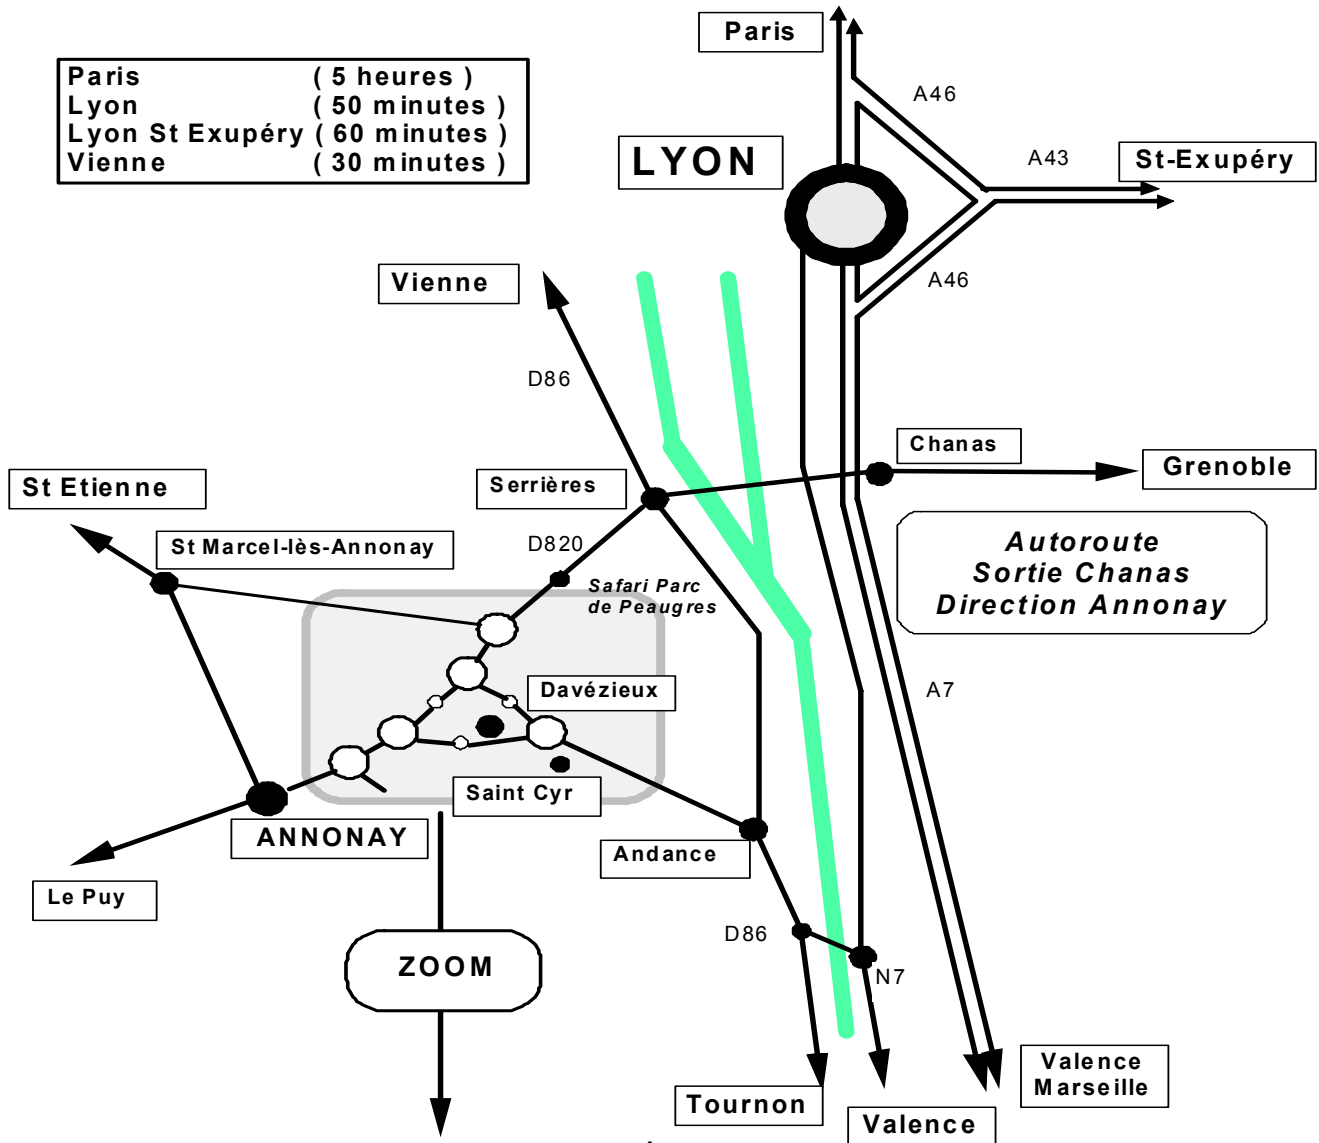 Paris
Paris ( 5 heures )
Lyon ( 50 minutes )
Lyon St Exupéry ( 60 minutes )
Vienne ( 30 minutes )
A46
LYON
A43
St-Exupéry
Vienne
A46
D86
Chanas
Grenoble
St Etienne
Serrières
St Marcel-lès-Annonay
D820
Autoroute
Sortie Chanas
Direction Annonay
Safari Parc
de Peaugres
Davézieux
A7
Saint Cyr
ANNONAY
Andance
Le Puy
D86
ZOOM
N7
Valence
Marseille
Tournon
Valence